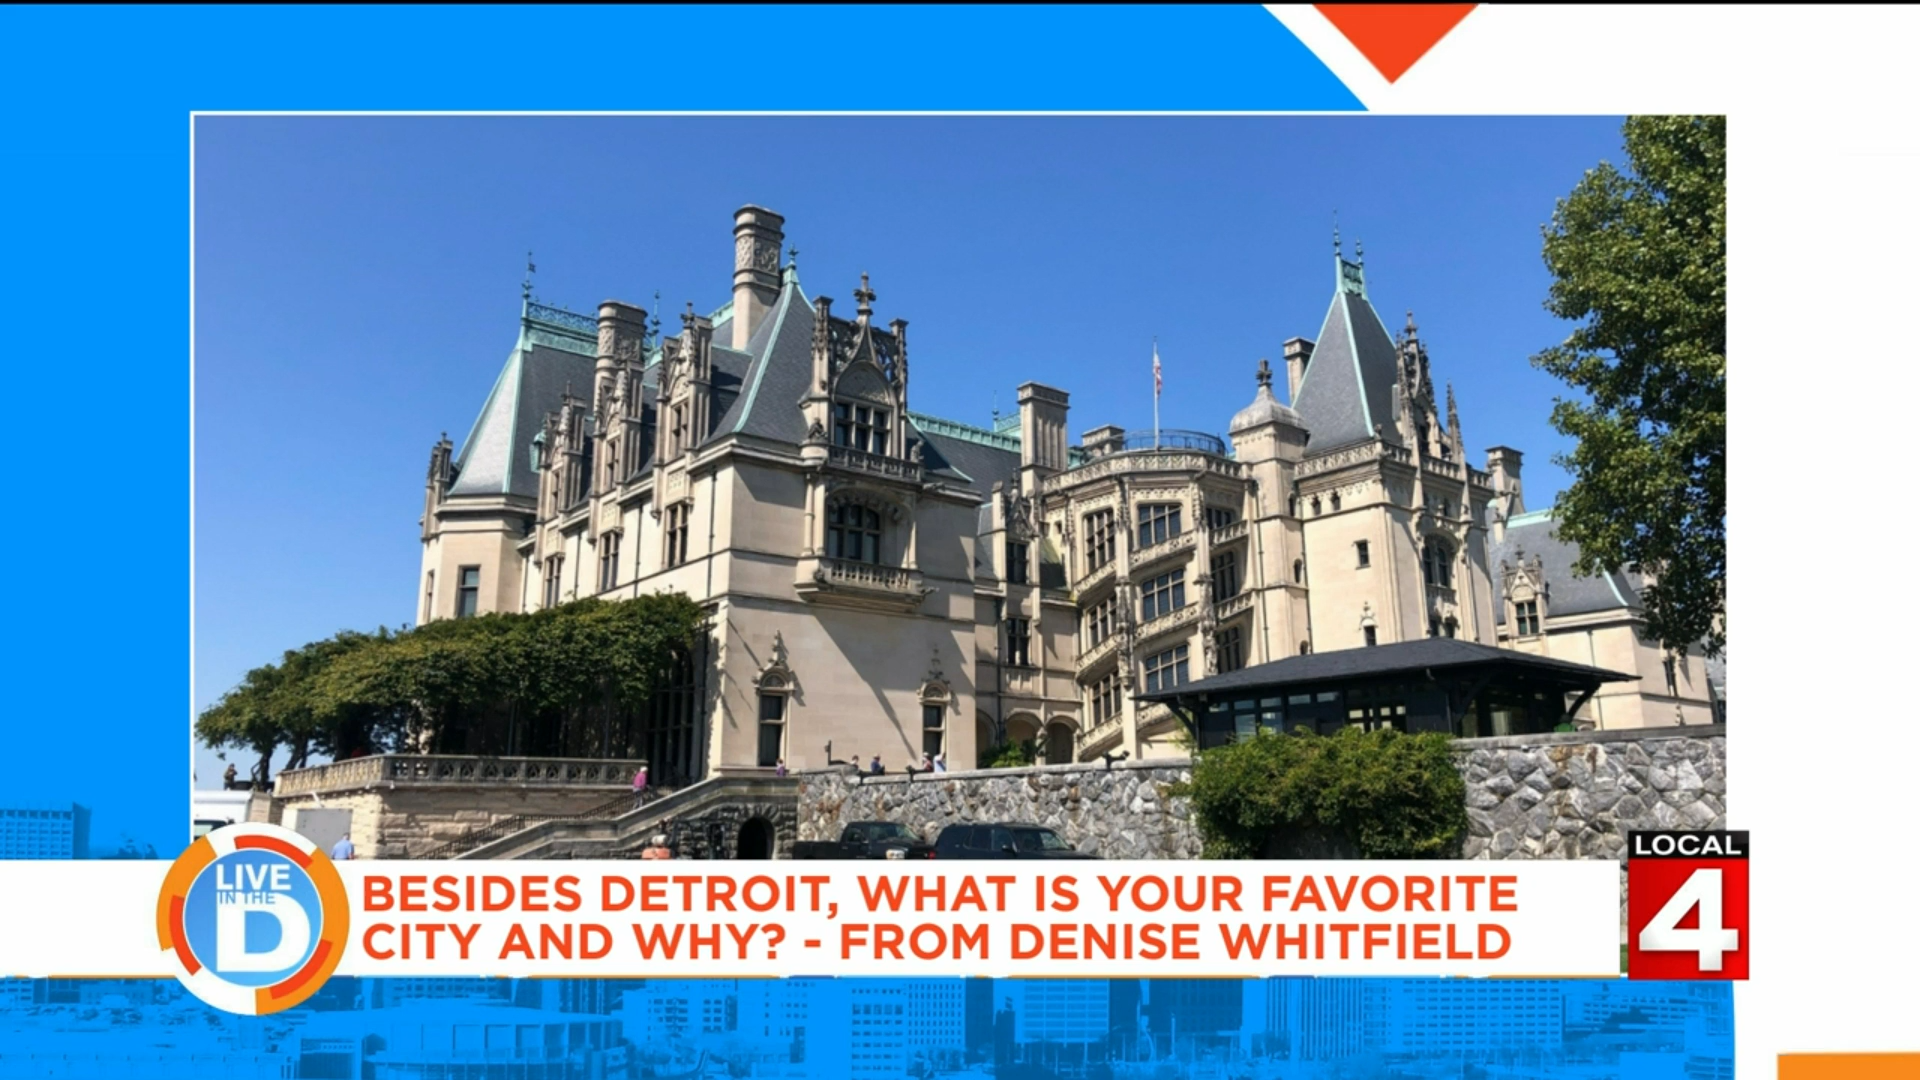 LIVE
IN THE
D
BESIDES DETROIT, WHAT IS YOUR FAVORITE
CITY AND WHY? - FROM DENISE WHITFIELD
LOCAL
4